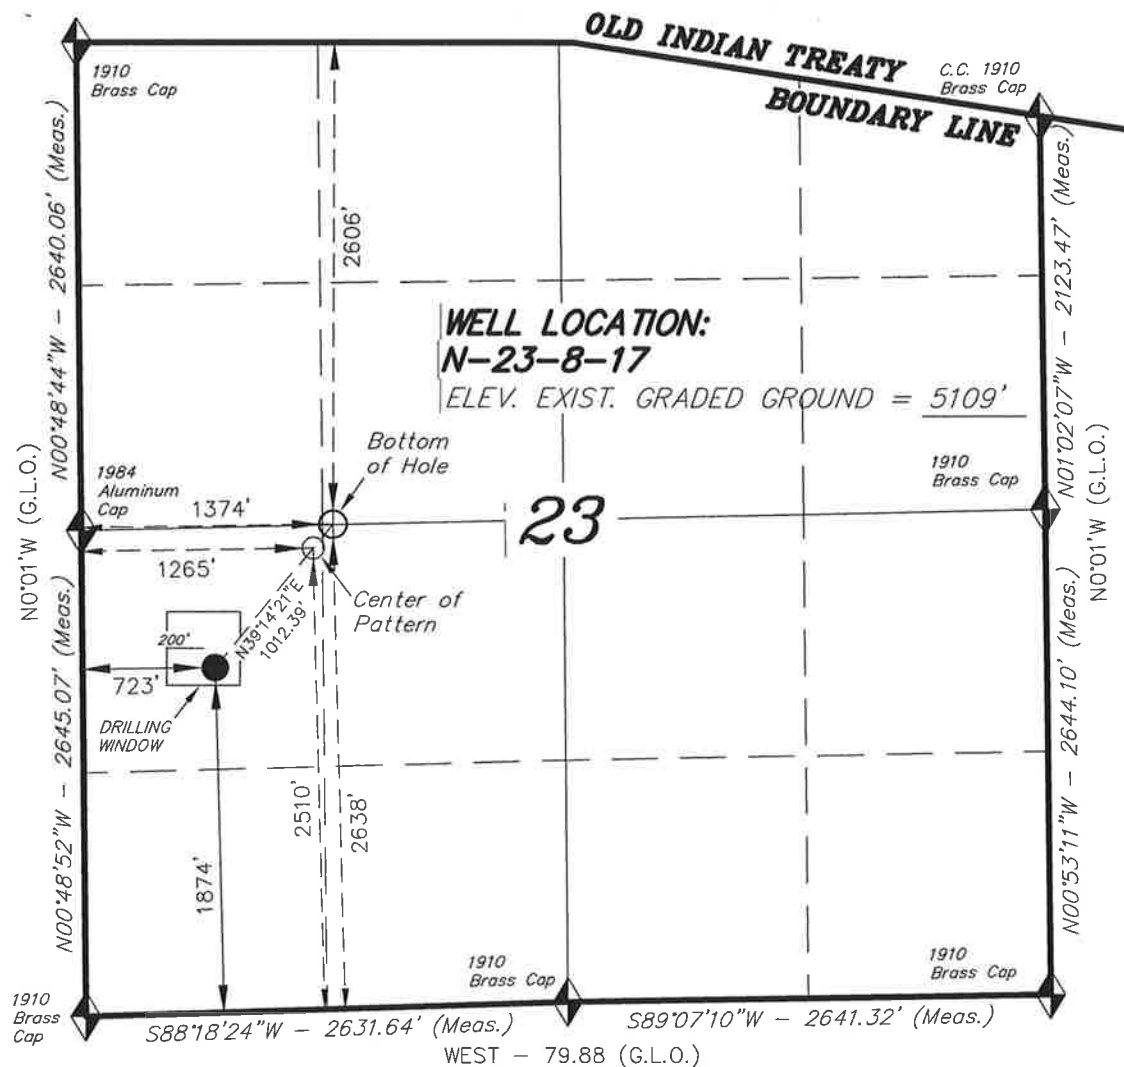 OLD INDIAN TREATY
BOUNDARY LINE
C.C. 1910
Brass Cap
1910
Brass Cap
N00°48'44"W - 2640.06' (Meas.)
2606'
N01°02'07"W - 2123.47' (Meas.)
WELL LOCATION:
N-23-8-17
ELEV. EXIST. GRADED GROUND = 5109'
Bottom
of Hole
N0°01'W (G.L.O.)
1984
Aluminum
Cap
1374'
23
1910
Brass Cap
N0°01'W (G.L.O.)
1265'
Center of
Pattern
N39°14'21"E
1012.39'
200'
723'
DRILLING
WINDOW
N00°48'52"W - 2645.07' (Meas.)
1874'
2510'
2638'
N00°53'11"W - 2644.10' (Meas.)
1910
Brass Cap
1910
Brass Cap
1910
Brass
Cap
S88°18'24"W - 2631.64' (Meas.)
S89°07'10"W - 2641.32' (Meas.)
WEST - 79.88 (G.L.O.)